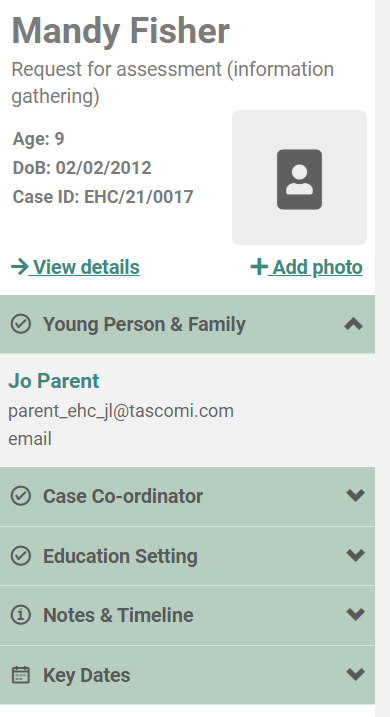 Mandy Fisher
Request for assessment (information
gathering)
Age: 9
DoB: 02/02/2012
Case ID: EHC/21/0017
View details
Add photo
Young Person & Family
Jo Parent
parent_ehc_jl@tascomi.com
email
Case Co-ordinator
Education Setting
Notes & Timeline
Key Dates